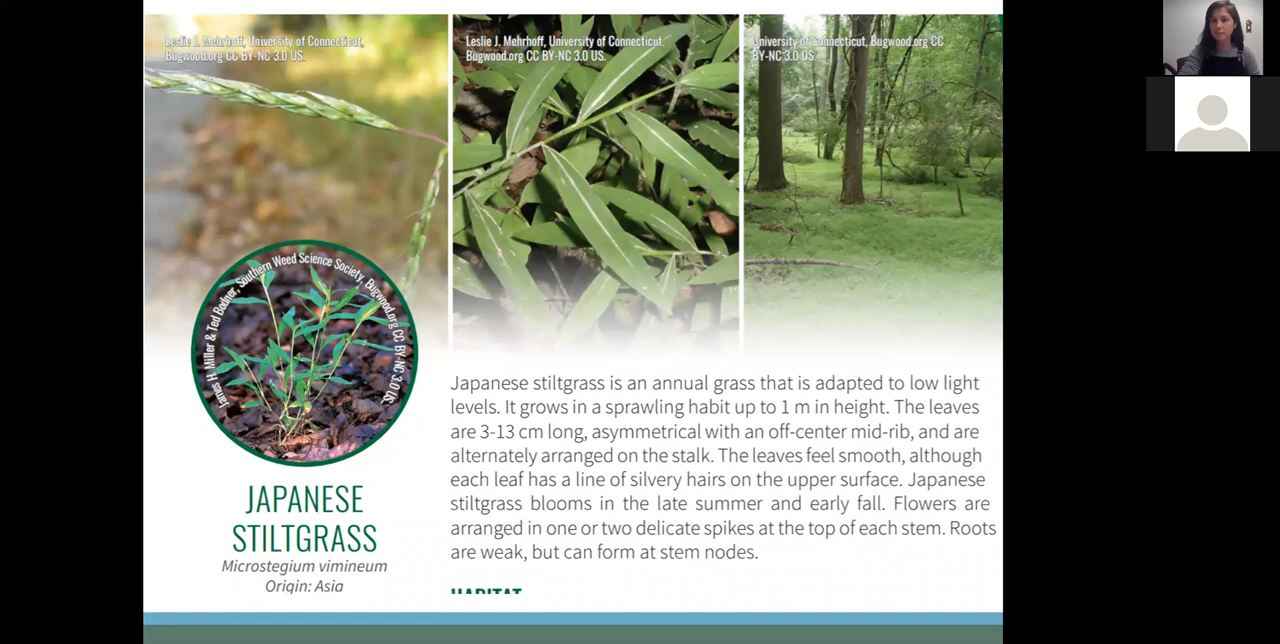 Leslie J. Mehrhoff, University of Connecticut,
Bugwood.org CC BY-NC 3.0 US.
Leslie J. Mehrhoff, University of Connecticut,
Bugwood.org CC BY-NC 3.0 US.
University of Connecticut, Bugwood.org CC
BY-NC 3.0 US.
James H. Miller & Ted Bodner, Southern Weed Science Society, Bugwood.org CC BY-NC 3.0 US.
JAPANESE
STILTGRASS
Microstegium vimineum
Origin: Asia
Japanese stiltgrass is an annual grass that is adapted to low light
levels. It grows in a sprawling habit up to 1 m in height. The leaves
are 3-13 cm long, asymmetrical with an off-center mid-rib, and are
alternately arranged on the stalk. The leaves feel smooth, although
each leaf has a line of silvery hairs on the upper surface. Japanese
stiltgrass blooms in the late summer and early fall. Flowers are
arranged in one or two delicate spikes at the top of each stem. Roots
are weak, but can form at stem nodes.
HABITAT